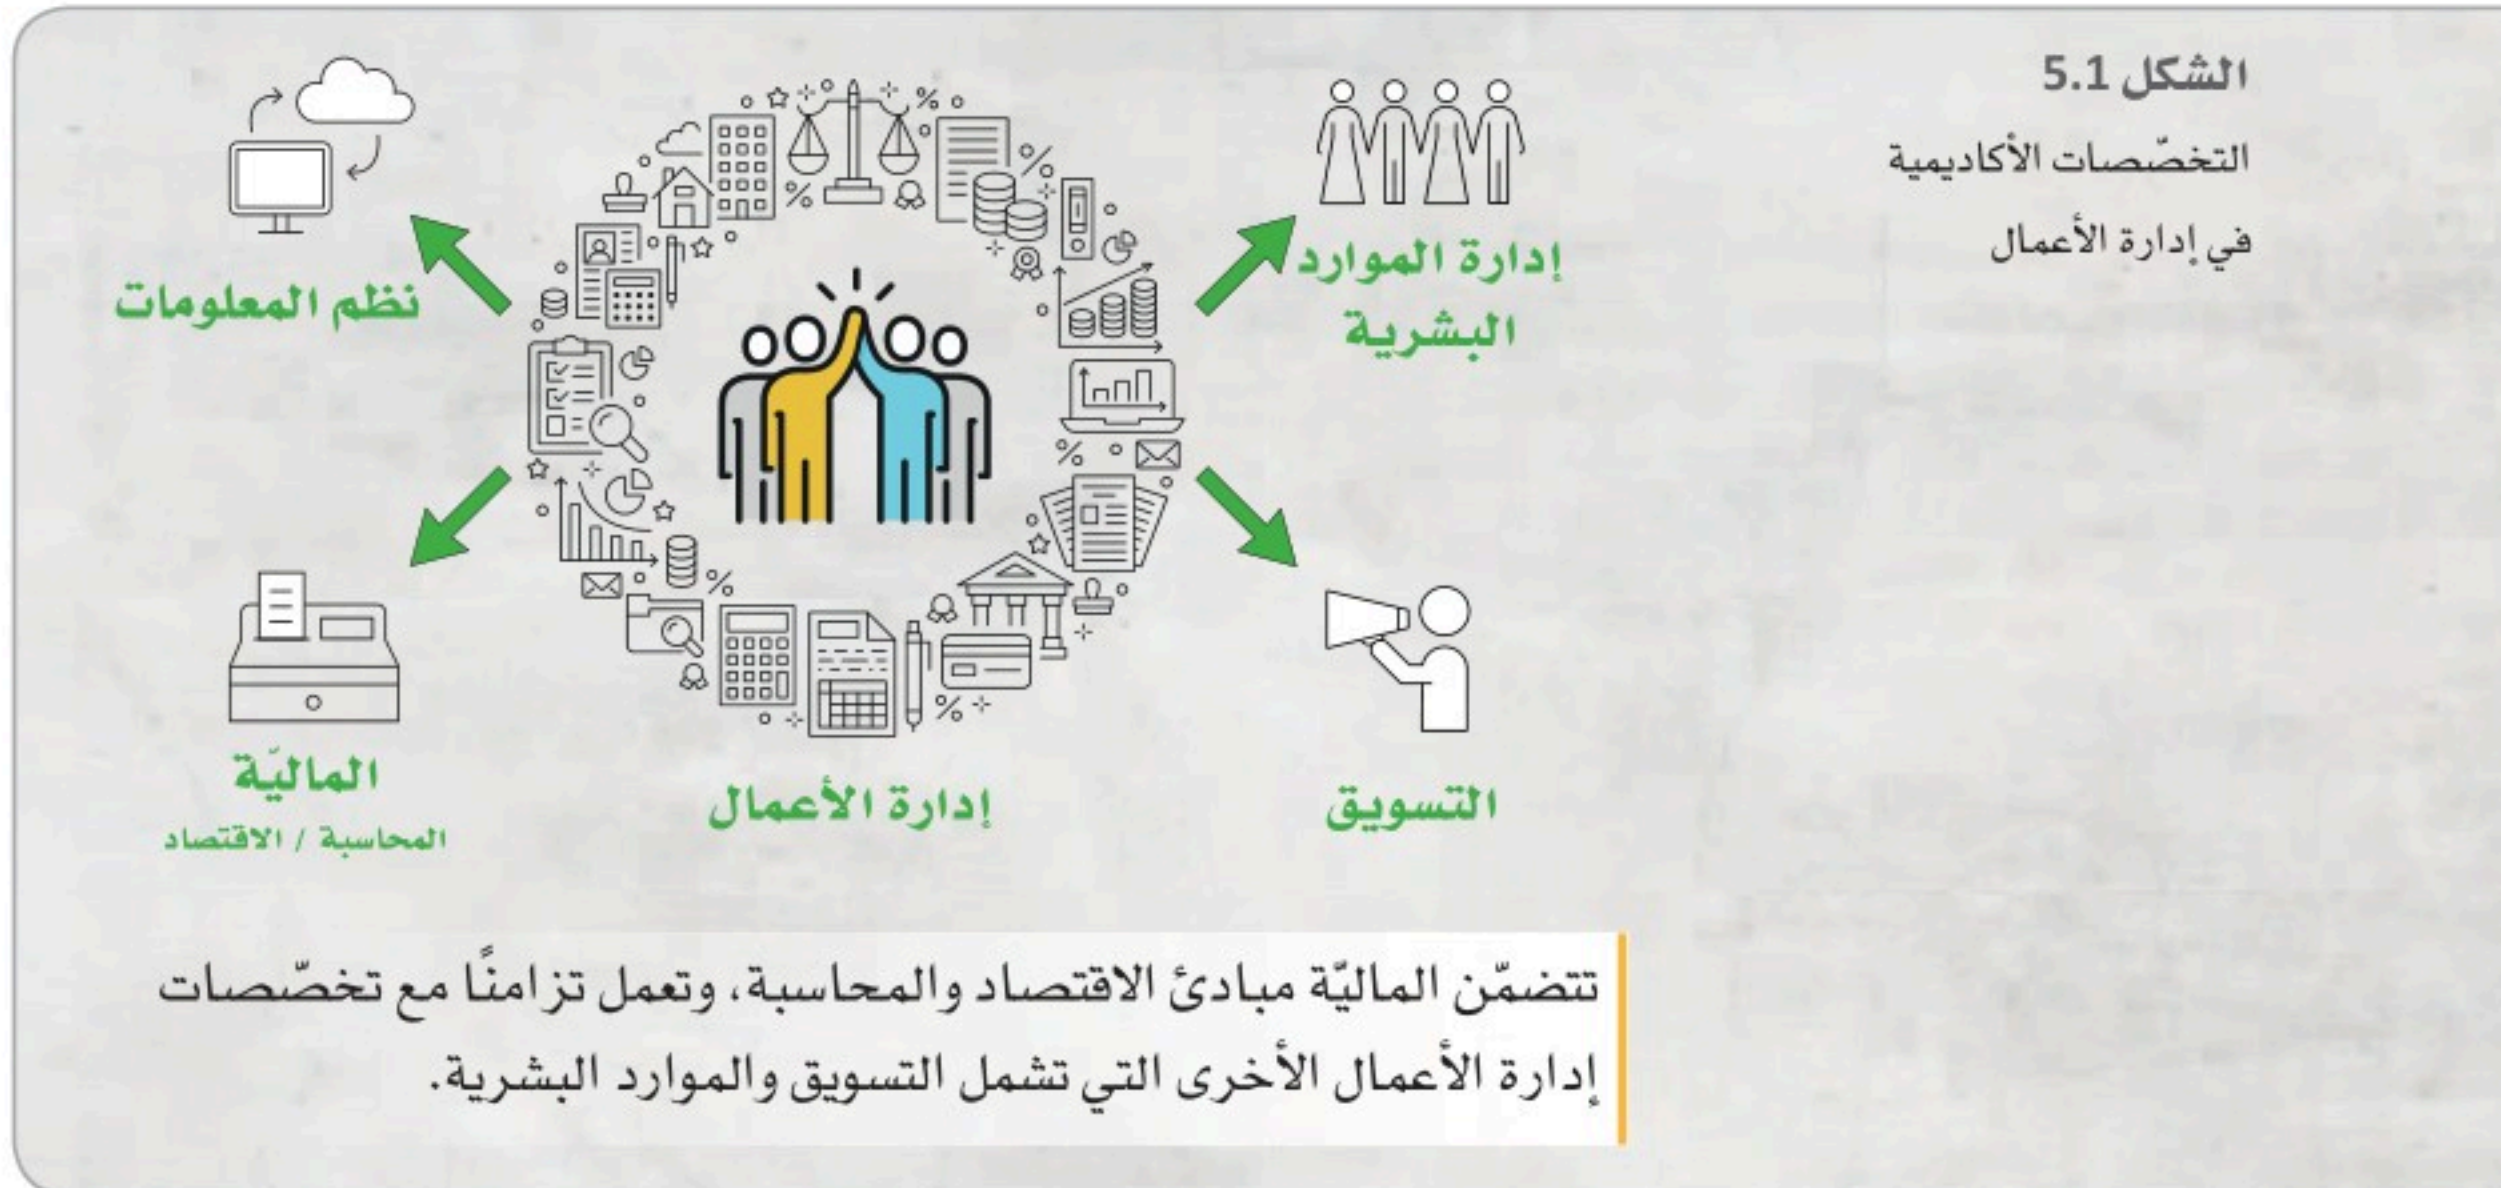 الشكل 5.1
التخصّصات الأكاديمية
في إدارة الأعمال
إدارة الموارد
البشرية
نظم المعلومات
التسويق
إدارة الأعمال
الماليّة
المحاسبة / الاقتصاد
تتضمّن الماليّة مبادئ الاقتصاد والمحاسبة، وتعمل تزامنًا مع تخصّصات
إدارة الأعمال الأخرى التي تشمل التسويق والموارد البشرية.